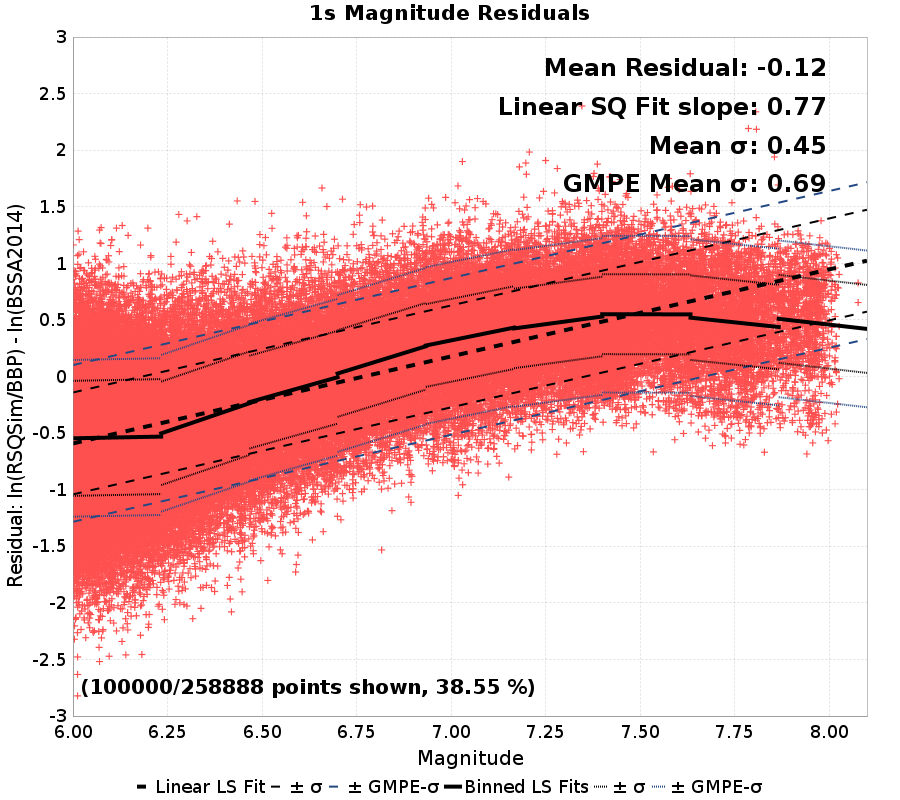 1s Magnitude Residuals
Residual: ln(RSQSim/BBP) - ln(BSSA2014)
3
2.5
2
1.5
1
0.5
0
-0.5
-1
-1.5
-2
-2.5
-3
Mean Residual: -0.12
Linear SQ Fit slope: 0.77
Mean σ: 0.45
GMPE Mean σ: 0.69
(100000/258888 points shown, 38.55 %)
6.00 6.25 6.50 6.75 7.00 7.25 7.50 7.75 8.00
Magnitude
Linear LS Fit ± σ ± GMPE-σ Binned LS Fits ± σ ± GMPE-σ